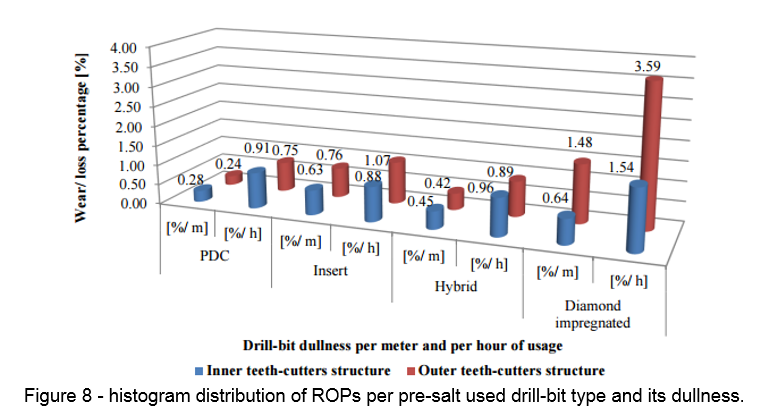 4.00
3.50
3.00
2.50
2.00
1.50
1.00
0.50
0.00
Wear/ loss percentage [%]
0.28
0.24
0.91
0.75
0.63
0.76
0.88
1.07
0.45
0.42
0.96
0.89
0.64
1.48
1.54
3.59
[%/ m]
[%/ h]
[%/ m]
[%/ h]
[%/ m]
[%/ h]
[%/ m]
[%/ h]
PDC
Insert
Hybrid
Diamond
impregnated
Drill-bit dullness per meter and per hour of usage
Inner teeth-cutters structure Outer teeth-cutters structure
Figure 8 - histogram distribution of ROPs per pre-salt used drill-bit type and its dullness.